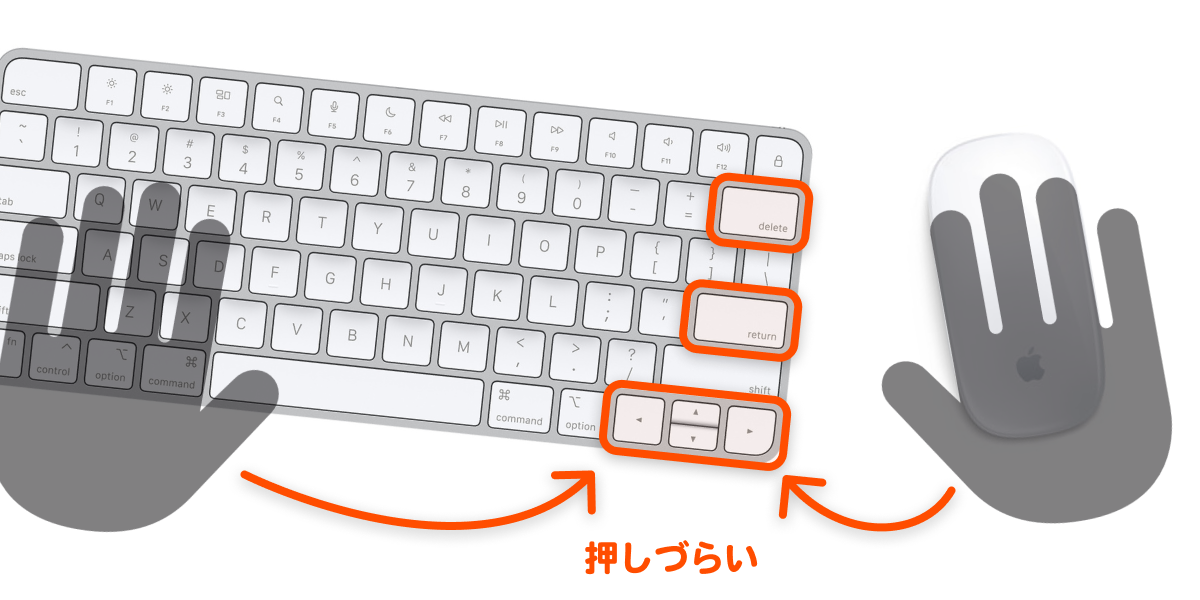 esc F1 F2 F3 F4 F5 F6 F7 F8 F9 F10 F11 F12
~ ` ! 1 @ 2 # 3 $ 4 % 5 ^ 6 & 7 * 8 ( 9 ) 0 — - + = delete
tab Q W E R T Y U I O P { [ } ] | \
caps lock A S D F G H J K L : ; " ' return
Z X C V B N M < , > . ? / shift
fn control option ⌘ command ⌘ command option ◀ ▲ ▼ ▶
押しづらい